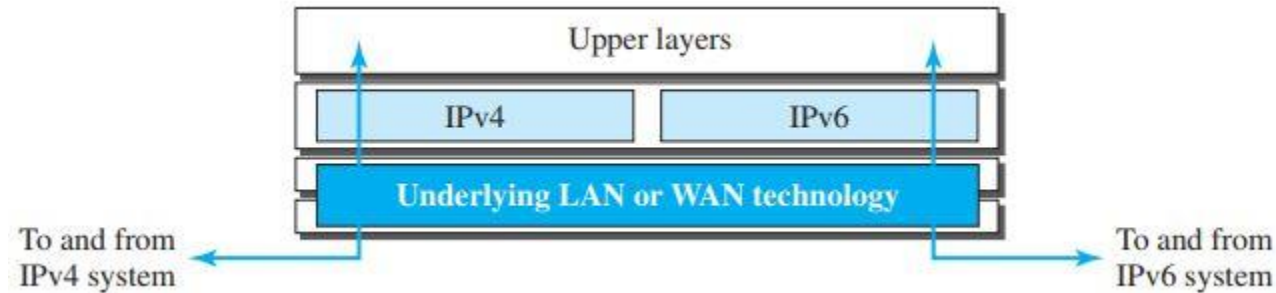 Upper layers
IPv4
IPv6
Underlying LAN or WAN technology
To and from
IPv4 system
To and from
IPv6 system